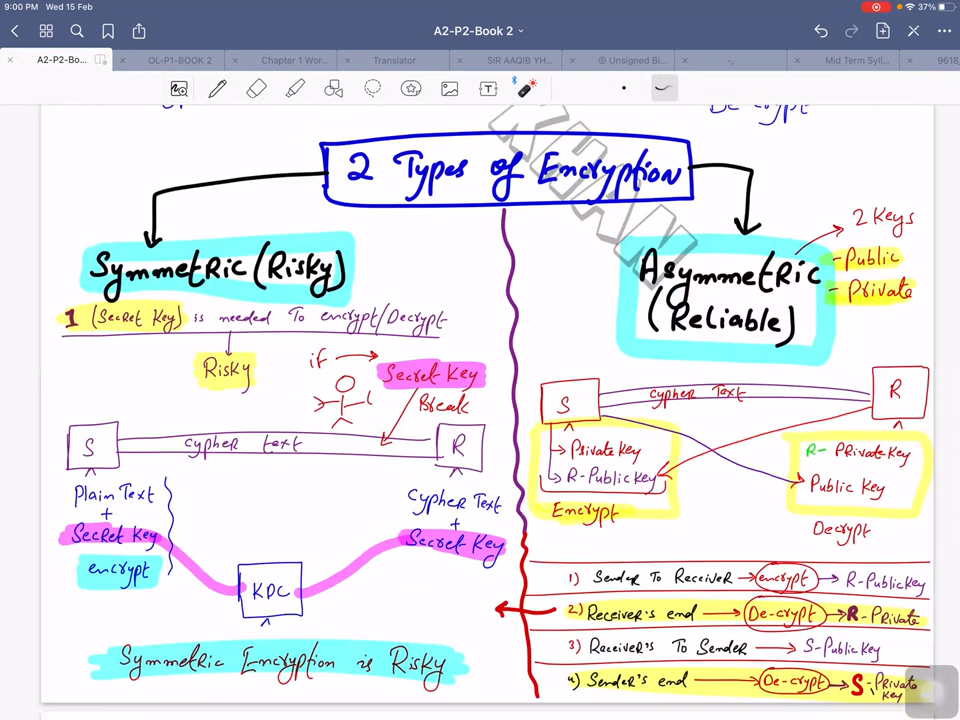 9:00 PM Wed 15 Feb
37%
A2-P2-Book 2
A2-P2-Bo...
OL-P1-BOOK 2
Chapter 1 Wor...
Translator
SIR AAQIB YH...
Unsigned Bi...
Mid Term Syll...
9618,
KHAN
2 Types of Encryption
Symmetric (Risky)
1 (Secret Key) is needed To encrypt/Decrypt
Risky
if
Secret Key
Break
S
cypher text
R
Plain Text
+
Secret Key
encrypt
Cypher Text
+
Secret Key
KDC
Symmetric Encryption is Risky
Asymmetric
(Reliable)
2 Keys
- Public
- Private
S
cypher Text
R
Private Key
R-Public Key
Encrypt
R- Private Key
Public Key
Decrypt
1) Sender To Receiver encrypt R-Public Key
2) Receiver's end De-crypt R-Private
3) Receiver's To Sender S-Public Key
4) Sender's end De-crypt S-Private Key